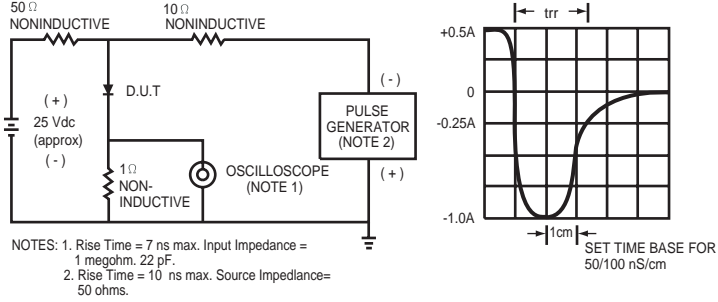 50 Ω
NONINDUCTIVE
10 Ω
NONINDUCTIVE
( + )
25 Vdc
(approx)
( - )
D.U.T
1 Ω
NON-
INDUCTIVE
OSCILLOSCOPE
(NOTE 1)
( - )
PULSE
GENERATOR
(NOTE 2)
( + )
trr
+0.5A
0
-0.25A
-1.0A
1cm
SET TIME BASE FOR
50/100 nS/cm
NOTES: 1. Rise Time = 7 ns max. Input Impedance =
1 megohm. 22 pF.
2. Rise Time = 10 ns max. Source Impedlance=
50 ohms.